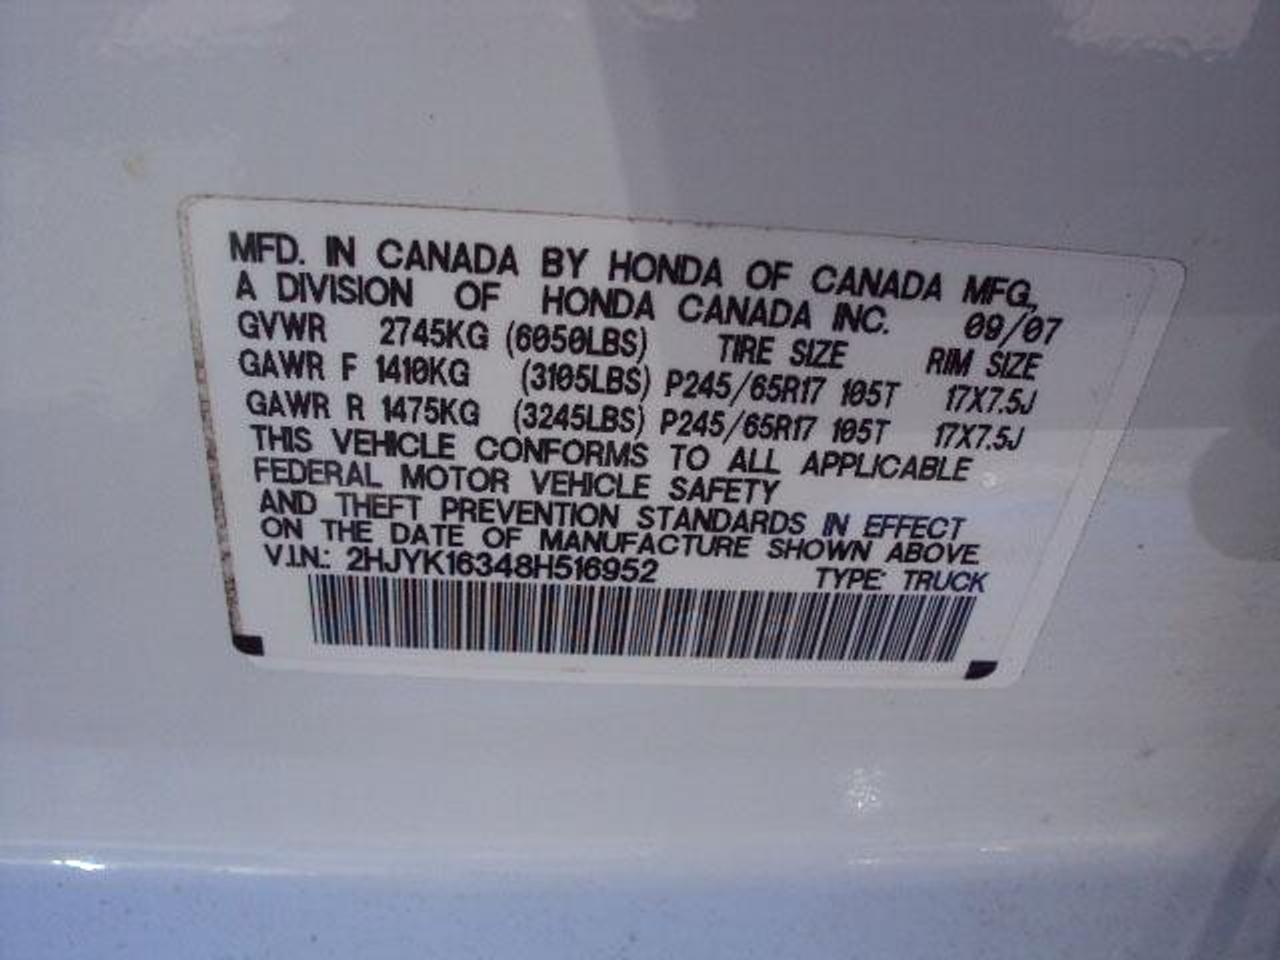 MFD. IN CANADA BY HONDA OF CANADA MFG.,
A DIVISION OF HONDA CANADA INC. 09/07
GVWR 2745KG (6050LBS) TIRE SIZE RIM SIZE
GAWR F 1410KG (3105LBS) P245/65R17 105T 17X7.5J
GAWR R 1475KG (3245LBS) P245/65R17 105T 17X7.5J
THIS VEHICLE CONFORMS TO ALL APPLICABLE
FEDERAL MOTOR VEHICLE SAFETY
AND THEFT PREVENTION STANDARDS IN EFFECT
ON THE DATE OF MANUFACTURE SHOWN ABOVE
V.I.N.: 2HJYK16348H516952 TYPE: TRUCK